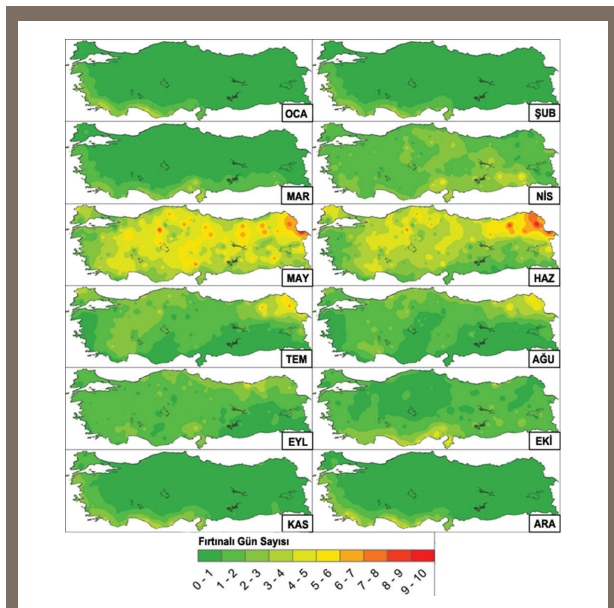 OCA
ŞUB
MAR
NİS
MAY
HAZ
TEM
AĞU
EYL
EKİ
KAS
ARA
Fırtınalı Gün Sayısı
0 - 1 1 - 2 2 - 3 3 - 4 4 - 5 5 - 6 6 - 7 7 - 8 8 - 9 9 - 10